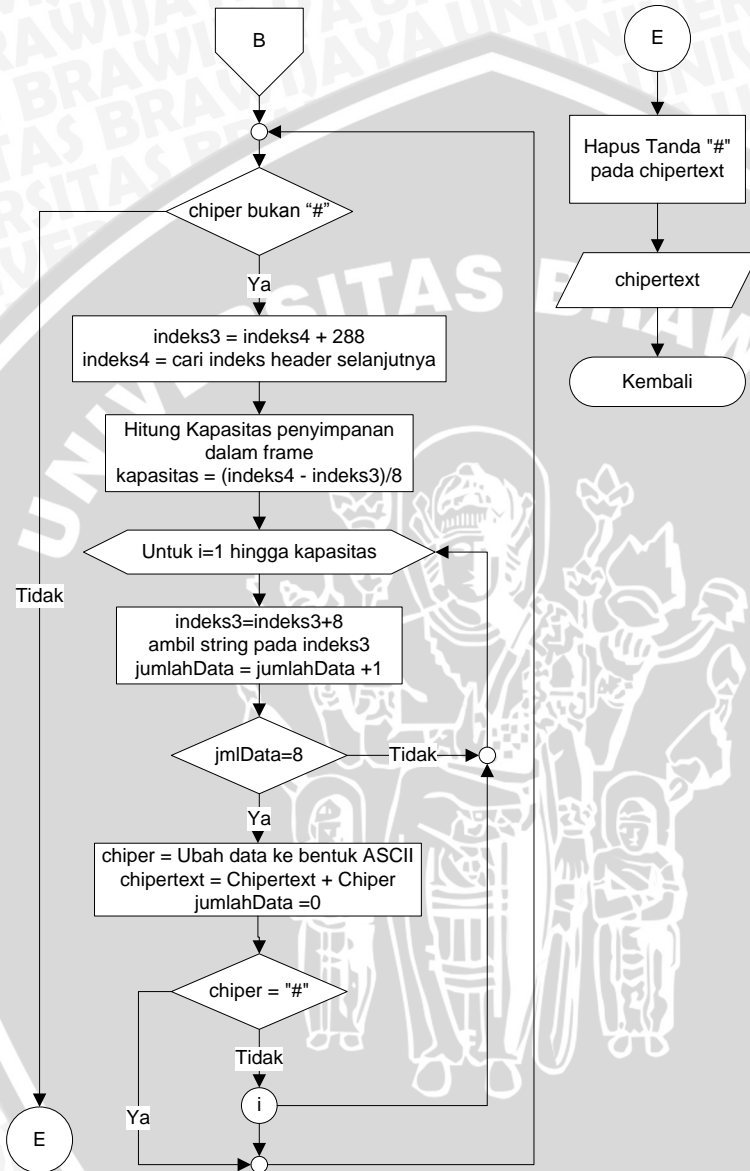 B
chiper bukan “#”
Ya
indeks3 = indeks4 + 288
indeks4 = cari indeks header selanjutnya
Hitung Kapasitas penyimpanan
dalam frame
kapasitas = (indeks4 - indeks3)/8
Untuk i=1 hingga kapasitas
Tidak
indeks3=indeks3+8
ambil string pada indeks3
jumlahData = jumlahData +1
jmlData=8
Tidak
Ya
chiper = Ubah data ke bentuk ASCII
chipertext = Chipertext + Chiper
jumlahData =0
chiper = "#"
Tidak
Ya
i
E
E
Hapus Tanda "#"
pada chipertext
chipertext
Kembali
UNIVERSITAS BRAW